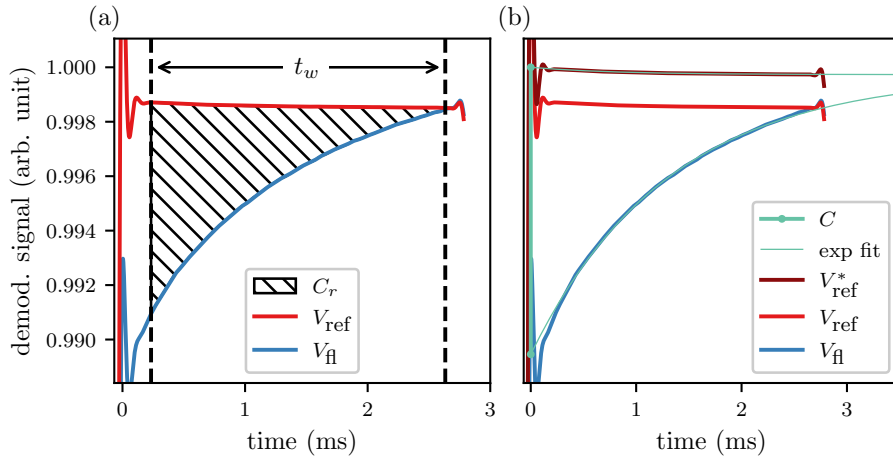 (a)
(b)
demod. signal (arb. unit)
1.000
0.998
0.996
0.994
0.992
0.990
t_w
C_r
V_ref
V_fl
0 1 2 3
time (ms)
C
exp fit
V*_ref
V_ref
V_fl
0 1 2 3
time (ms)